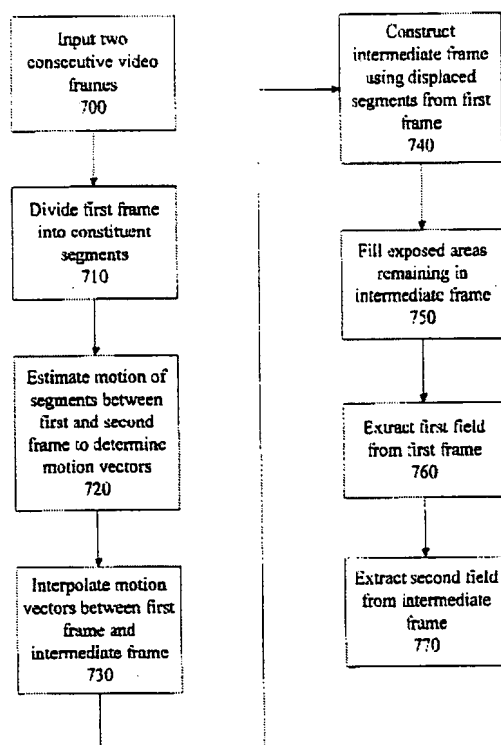 Input two
consecutive video
frames
700
Divide first frame
into constituent
segments
710
Estimate motion of
segments between
first and second
frame to determine
motion vectors
720
Interpolate motion
vectors between first
frame and
intermediate frame
730
Construct
intermediate frame
using displaced
segments from first
frame
740
Fill exposed areas
remaining in
intermediate frame
750
Extract first field
from first frame
760
Extract second field
from intermediate
frame
770